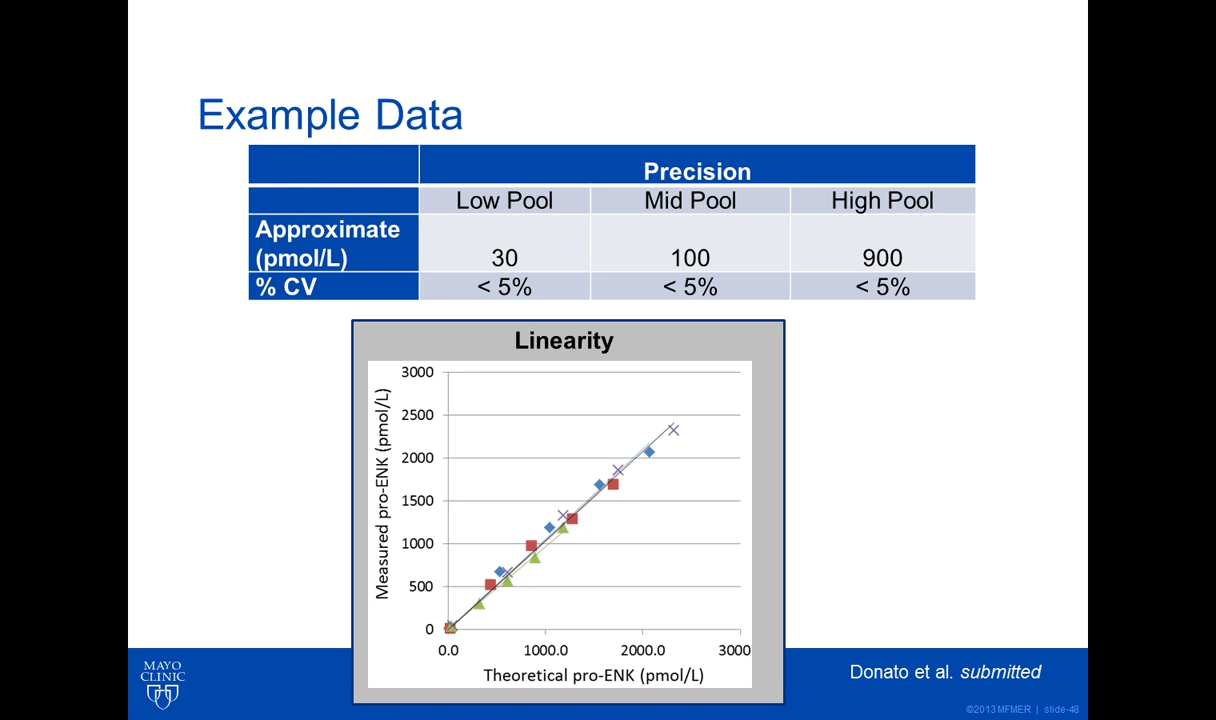 Example Data
Precision
Low Pool Mid Pool High Pool
Approximate
(pmol/L) 30 100 900
% CV < 5% < 5% < 5%
Linearity
3000
2500
2000
1500
1000
500
0
Measured pro-ENK (pmol/L)
0.0 1000.0 2000.0 3000
Theoretical pro-ENK (pmol/L)
MAYO
CLINIC
Donato et al. submitted
©2013 MFMER | slide-48